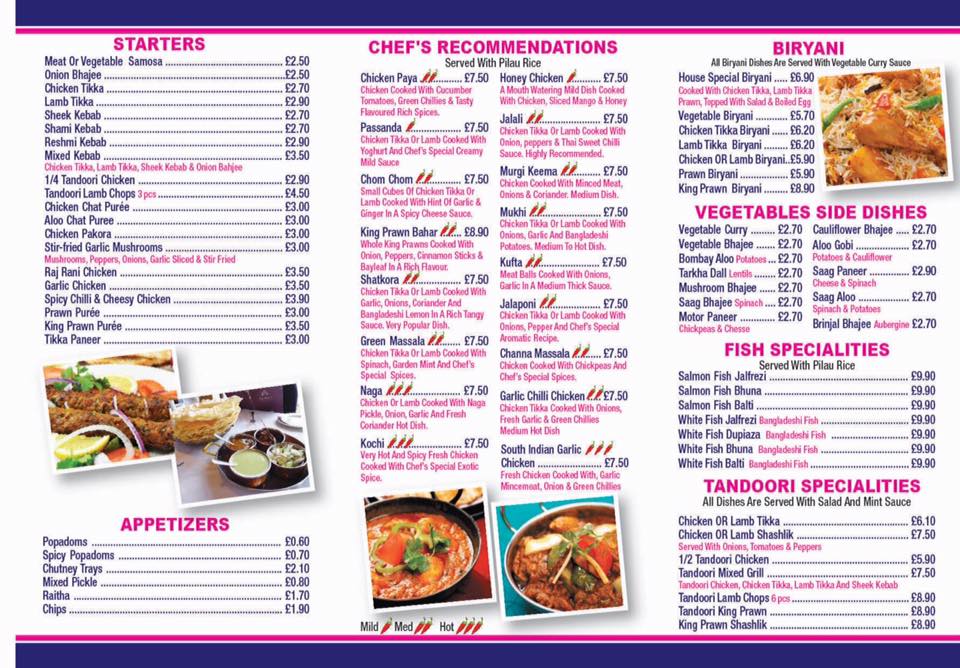 STARTERS
Meat Or Vegetable Samosa .......... £2.50
Onion Bhajee .......... £2.50
Chicken Tikka .......... £2.70
Lamb Tikka .......... £2.90
Sheek Kebab .......... £2.70
Shami Kebab .......... £2.70
Reshmi Kebab .......... £2.90
Mixed Kebab .......... £3.50
Chicken Tikka, Lamb Tikka, Sheek Kebab & Onion Bahjee
1/4 Tandoori Chicken .......... £2.90
Tandoori Lamb Chops 3 pcs .......... £4.50
Chicken Chat Purée .......... £3.00
Aloo Chat Puree .......... £3.00
Chicken Pakora .......... £3.00
Stir-fried Garlic Mushrooms .......... £3.00
Mushrooms, Peppers, Onions, Garlic Sliced & Stir Fried
Raj Rani Chicken .......... £3.50
Garlic Chicken .......... £3.50
Spicy Chilli & Cheesy Chicken .......... £3.90
Prawn Purée .......... £3.00
King Prawn Purée .......... £3.50
Tikka Paneer .......... £3.00
APPETIZERS
Popadoms .......... £0.60
Spicy Popadoms .......... £0.70
Chutney Trays .......... £2.10
Mixed Pickle .......... £0.80
Raitha .......... £1.70
Chips .......... £1.90
CHEF'S RECOMMENDATIONS
Served With Pilau Rice
Chicken Paya .......... £7.50
Chicken Cooked With Cucumber
Tomatoes, Green Chillies & Tasty
Flavoured Rich Spices.
Passanda .......... £7.50
Chicken Tikka Or Lamb Cooked With
Yoghurt And Chef's Special Creamy
Mild Sauce
Chom Chom .......... £7.50
Small Cubes Of Chicken Tikka Or
Lamb Cooked With Hint Of Garlic &
Ginger In A Spicy Cheese Sauce.
King Prawn Bahar .......... £8.90
Whole King Prawns Cooked With
Onion, Peppers, Cinnamon Sticks &
Bayleaf In A Rich Flavour.
Shatkora .......... £7.50
Chicken Tikka Or Lamb Cooked With
Garlic, Onions, Coriander And
Bangladeshi Lemon In A Rich Tangy
Sauce. Very Popular Dish.
Green Massala .......... £7.50
Chicken Tikka Or Lamb Cooked With
Spinach, Garden Mint And Chef's
Special Spices.
Naga .......... £7.50
Chicken Or Lamb Cooked With Naga
Pickle, Onion, Garlic And Fresh
Coriander Hot Dish.
Kochi .......... £7.50
Very Hot And Spicy Fresh Chicken
Cooked With Chef's Special Exotic
Spice.
Honey Chicken .......... £7.50
A Mouth Watering Mild Dish Cooked
With Chicken, Sliced Mango & Honey
Jalali .......... £7.50
Chicken Tikka Or Lamb Cooked With
Onion, peppers & Thai Sweet Chilli
Sauce. Highly Recommended.
Murgi Keema .......... £7.50
Chicken Cooked With Minced Meat,
Onions & Coriander. Medium Dish.
Mukhi .......... £7.50
Chicken Tikka Or Lamb Cooked With
Onions, Garlic And Bangladeshi
Potatoes. Medium To Hot Dish.
Kufta .......... £7.50
Meat Balls Cooked With Onions,
Garlic In A Medium Thick Sauce.
Jalaponi .......... £7.50
Chicken Tikka Or Lamb Cooked With
Onions, Pepper And Chef's Special
Aromatic Recipe.
Channa Massala .......... £7.50
Chicken Cooked With Chickpeas And
Chef's Special Spices.
Garlic Chilli Chicken .. £7.50
Chicken Tikka Cooked With Onions,
Fresh Garlic & Green Chillies
Medium Hot Dish
South Indian Garlic
Chicken .......... £7.50
Fresh Chicken Cooked With, Garlic
Mincemeat, Onion & Green Chillies
Mild Med Hot
BIRYANI
All Biryani Dishes Are Served With Vegetable Curry Sauce
House Special Biryani ..... £6.90
Cooked With Chicken Tikka, Lamb Tikka
Prawn, Topped With Salad & Boiled Egg
Vegetable Biryani .......... £5.70
Chicken Tikka Biryani ...... £6.20
Lamb Tikka Biryani ........ £6.20
Chicken OR Lamb Biryani..£5.90
Prawn Biryani .......... £5.90
King Prawn Biryani ......... £8.90
VEGETABLES SIDE DISHES
Vegetable Curry ........ £2.70
Vegetable Bhajee ....... £2.70
Bombay Aloo Potatoes ... £2.70
Tarkha Dall Lentils ........ £2.70
Mushroom Bhajee ...... £2.70
Saag Bhajee Spinach .... £2.70
Motor Paneer ............ £2.70
Chickpeas & Chesse
Cauliflower Bhajee ..... £2.70
Aloo Gobi .......... £2.70
Potatoes & Cauliflower
Saag Paneer .......... £2.90
Cheese & Spinach
Saag Aloo .......... £2.70
Spinach & Potatoes
Brinjal Bhajee Aubergine £2.70
FISH SPECIALITIES
Served With Pilau Rice
Salmon Fish Jalfrezi .......... £9.90
Salmon Fish Bhuna .......... £9.90
Salmon Fish Balti .......... £9.90
White Fish Jalfrezi Bangladeshi Fish .......... £9.90
White Fish Dupiaza Bangladeshi Fish .......... £9.90
White Fish Bhuna Bangladeshi Fish .......... £9.90
White Fish Balti Bangladeshi Fish .......... £9.90
TANDOORI SPECIALITIES
All Dishes Are Served With Salad And Mint Sauce
Chicken OR Lamb Tikka .......... £6.10
Chicken OR Lamb Shashlik .......... £7.50
Served With Onions, Tomatoes & Peppers
1/2 Tandoori Chicken .......... £5.90
Tandoori Mixed Grill .......... £7.50
Tandoori Chicken, Chicken Tikka, Lamb Tikka And Sheek Kebab
Tandoori Lamb Chops 6 pcs .......... £8.90
Tandoori King Prawn .......... £8.90
King Prawn Shashlik .......... £8.90